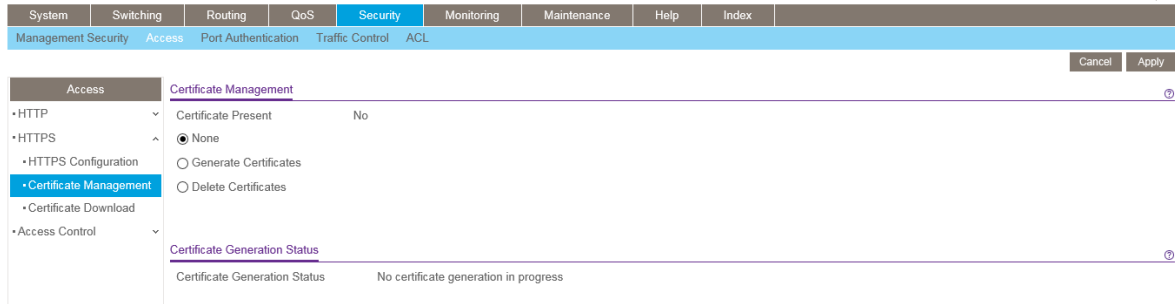 System Switching Routing QoS Security Monitoring Maintenance Help Index
Management Security Access Port Authentication Traffic Control ACL
Cancel Apply
Access
HTTP
HTTPS
HTTPS Configuration
Certificate Management
Certificate Download
Access Control
Certificate Management
Certificate Present No
None
Generate Certificates
Delete Certificates
Certificate Generation Status
Certificate Generation Status No certificate generation in progress